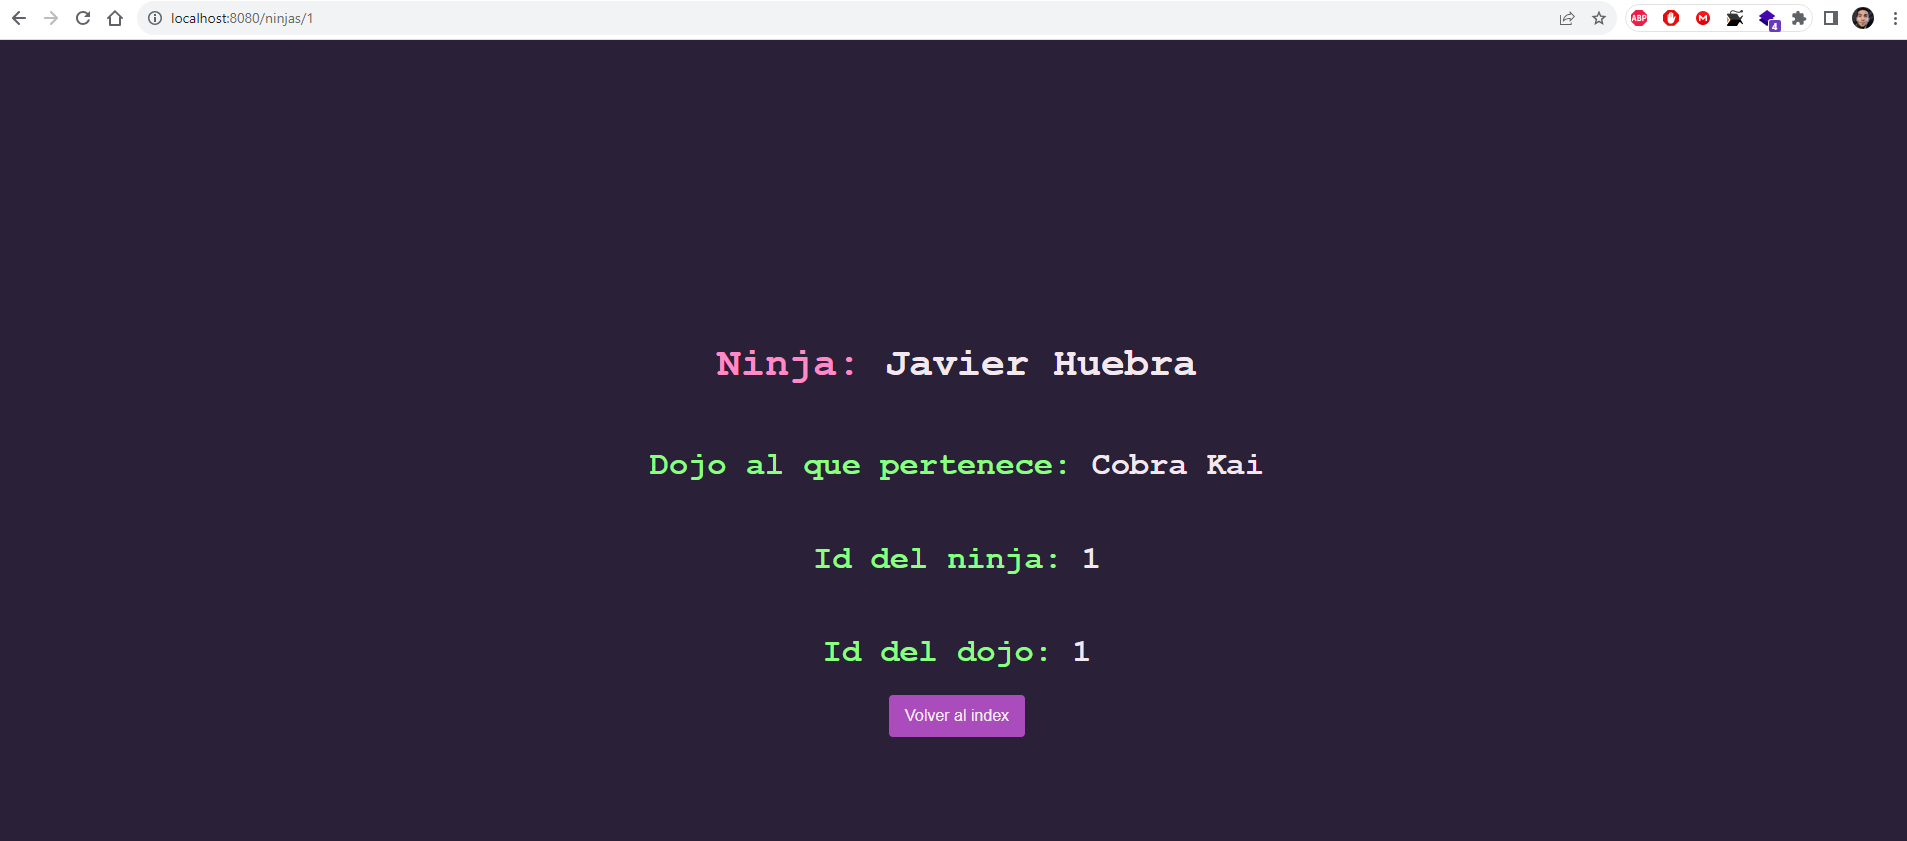 localhost:8080/ninjas/1
ABP
M
4
Ninja: Javier Huebra
Dojo al que pertenece: Cobra Kai
Id del ninja: 1
Id del dojo: 1
Volver al index